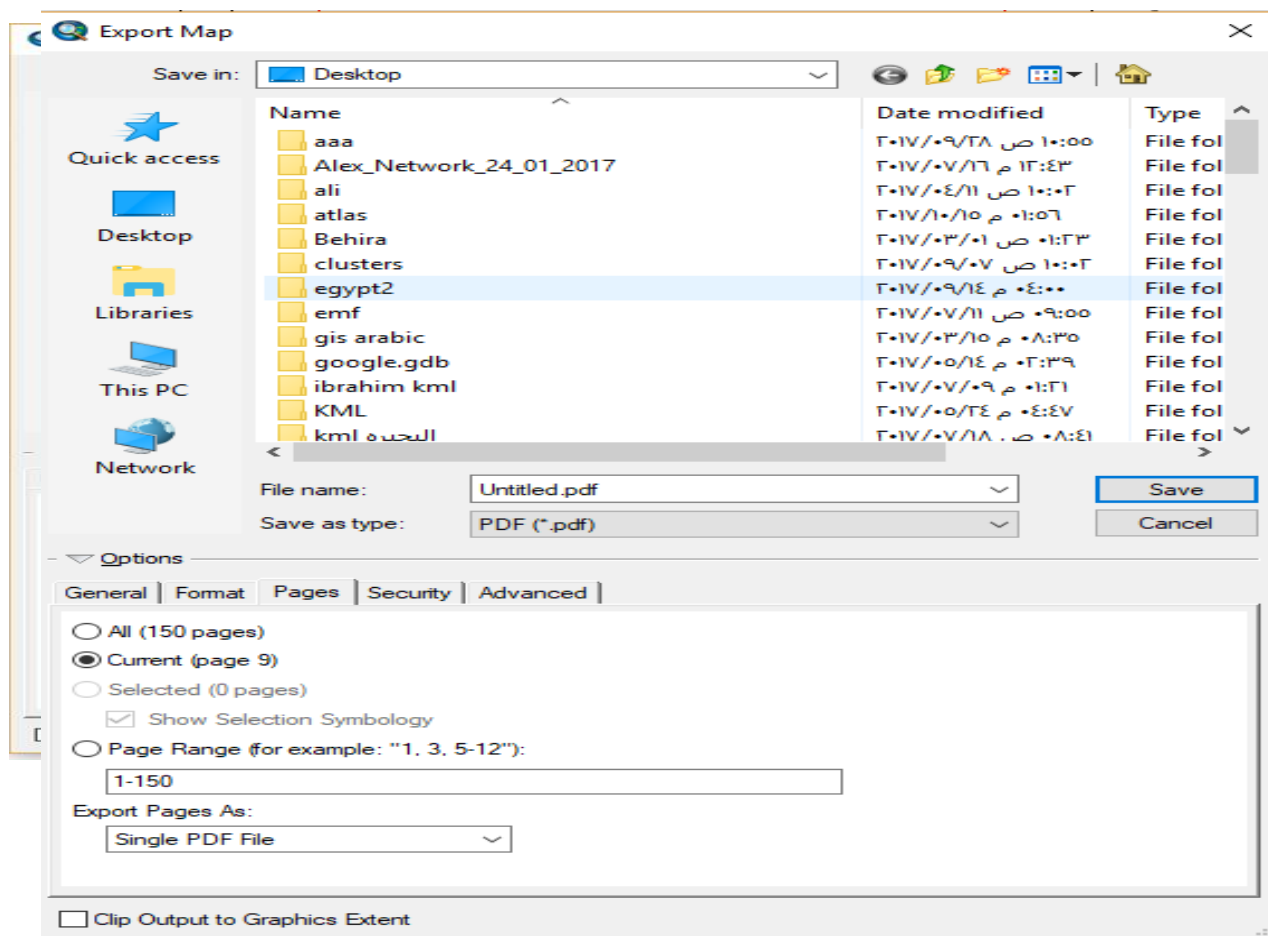 Export Map
Save in: Desktop
Name Date modified Type
aaa ٢٠١٧/٠٩/٢٨ ص ١٠:٥٥ File fol
Alex_Network_24_01_2017 ٢٠١٧/٠٧/١٦ م ١٢:٤٣ File fol
ali ٢٠١٧/٠٤/١١ ص ١٠:٠٢ File fol
atlas ٢٠١٧/١٠/١٥ م ٠١:٥٦ File fol
Behira ٢٠١٧/٠٣/٠١ ص ٠١:٢٣ File fol
clusters ٢٠١٧/٠٩/٠٧ ص ١٠:٠٢ File fol
egypt2 ٢٠١٧/٠٩/١٤ م ٠٤:٠٠ File fol
emf ٢٠١٧/٠٧/١١ ص ٠٩:٥٥ File fol
gis arabic ٢٠١٧/٠٣/١٥ م ٠٨:٣٥ File fol
google.gdb ٢٠١٧/٠٥/١٤ م ٠٢:٣٩ File fol
ibrahim kml ٢٠١٧/٠٧/٠٩ م ٠١:٢١ File fol
KML ٢٠١٧/٠٥/٢٤ م ٠٤:٤٧ File fol
kml البحيره ٢٠١٧/٠٧/١٨ ص ٠٨:٤١ File fol
Quick access
Desktop
Libraries
This PC
Network
File name: Untitled.pdf Save
Save as type: PDF (*.pdf) Cancel
Options
General Format Pages Security Advanced
All (150 pages)
Current (page 9)
Selected (0 pages)
Show Selection Symbology
Page Range (for example: "1, 3, 5-12"):
1-150
Export Pages As:
Single PDF File
Clip Output to Graphics Extent